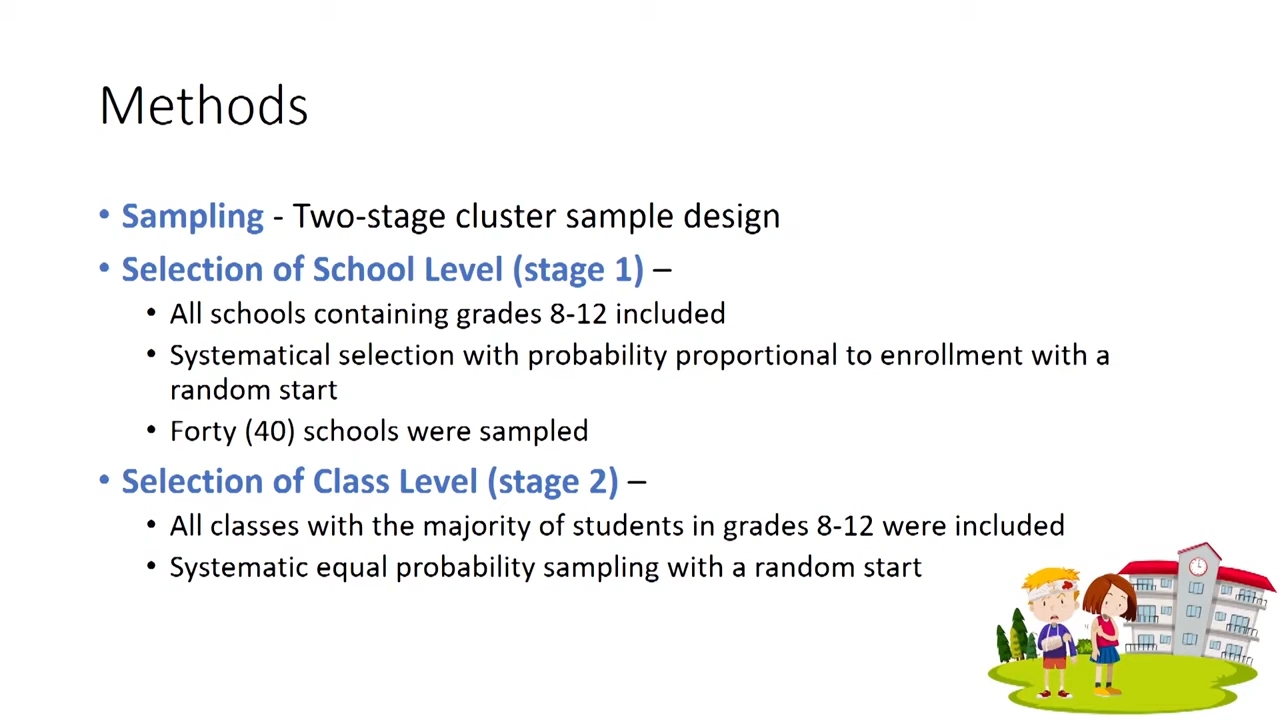 Methods
• Sampling - Two-stage cluster sample design
• Selection of School Level (stage 1) –
• All schools containing grades 8-12 included
• Systematical selection with probability proportional to enrollment with a
random start
• Forty (40) schools were sampled
• Selection of Class Level (stage 2) –
• All classes with the majority of students in grades 8-12 were included
• Systematic equal probability sampling with a random start